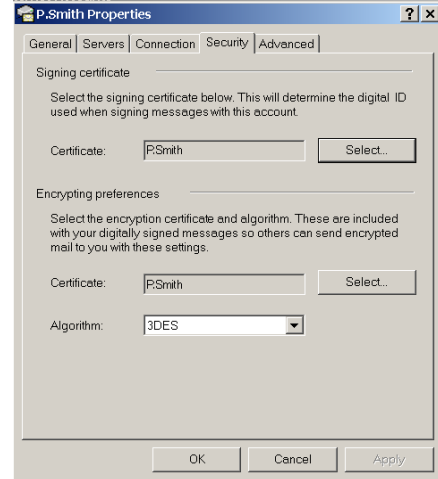 P.Smith Properties
General Servers Connection Security Advanced
Signing certificate
Select the signing certificate below. This will determine the digital ID
used when signing messages with this account.
Certificate: P.Smith Select...
Encrypting preferences
Select the encryption certificate and algorithm. These are included
with your digitally signed messages so others can send encrypted
mail to you with these settings.
Certificate: P.Smith Select...
Algorithm: 3DES
OK Cancel Apply